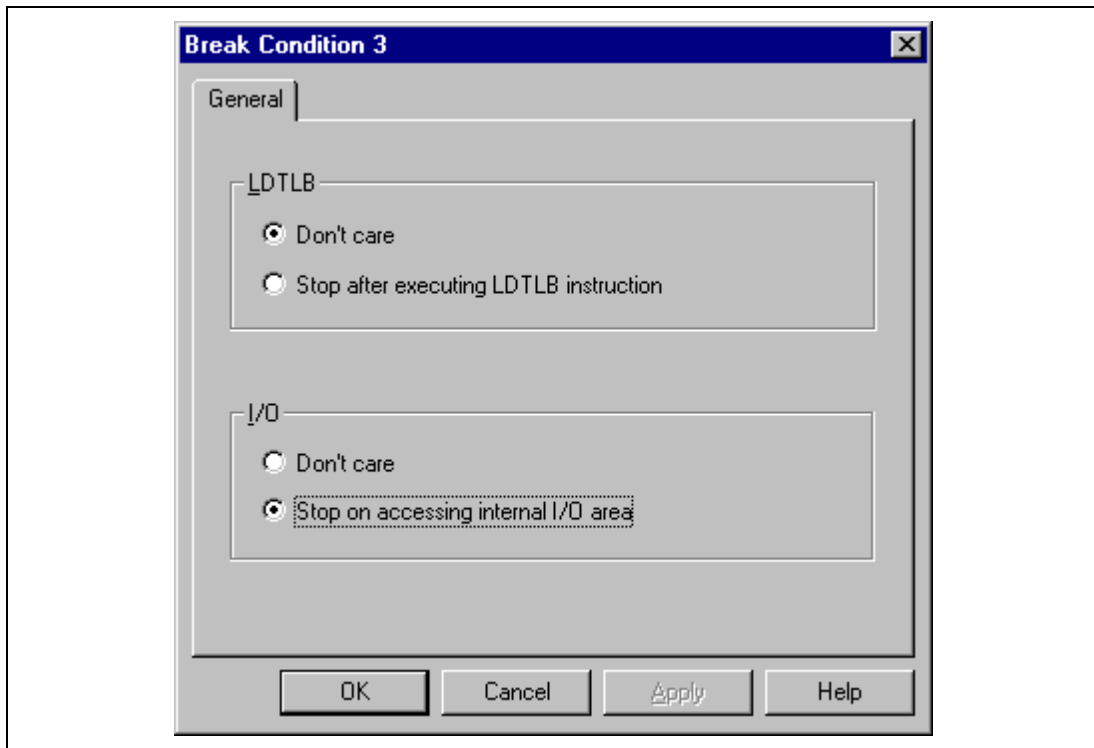 Break Condition 3
General
LDTLB
Don't care
Stop after executing LDTLB instruction
I/O
Don't care
Stop on accessing internal I/O area
OK Cancel Apply Help